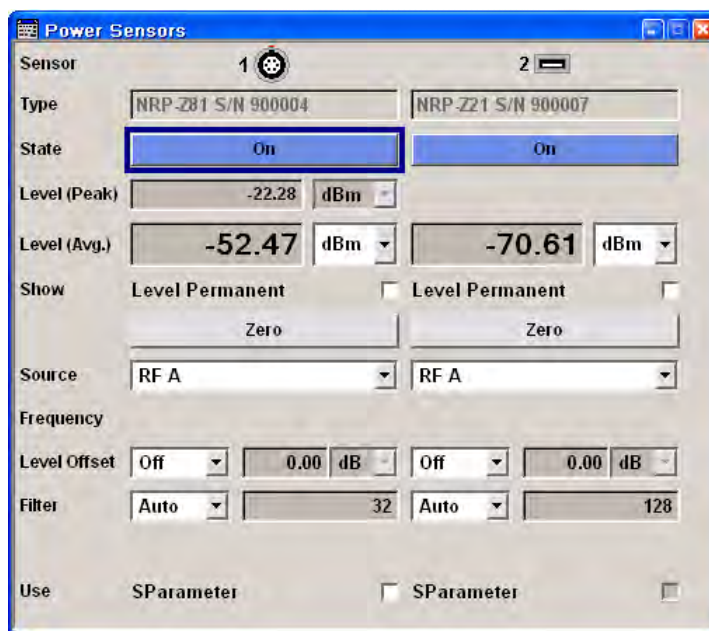 Power Sensors
Sensor 1 2
Type NRP-Z81 S/N 900004 NRP-Z21 S/N 900007
State On On
Level (Peak) -22.28 dBm
Level (Avg.) -52.47 dBm -70.61 dBm
Show Level Permanent Level Permanent
Zero Zero
Source RF A RF A
Frequency
Level Offset Off 0.00 dB Off 0.00 dB
Filter Auto 32 Auto 128
Use SParameter SParameter